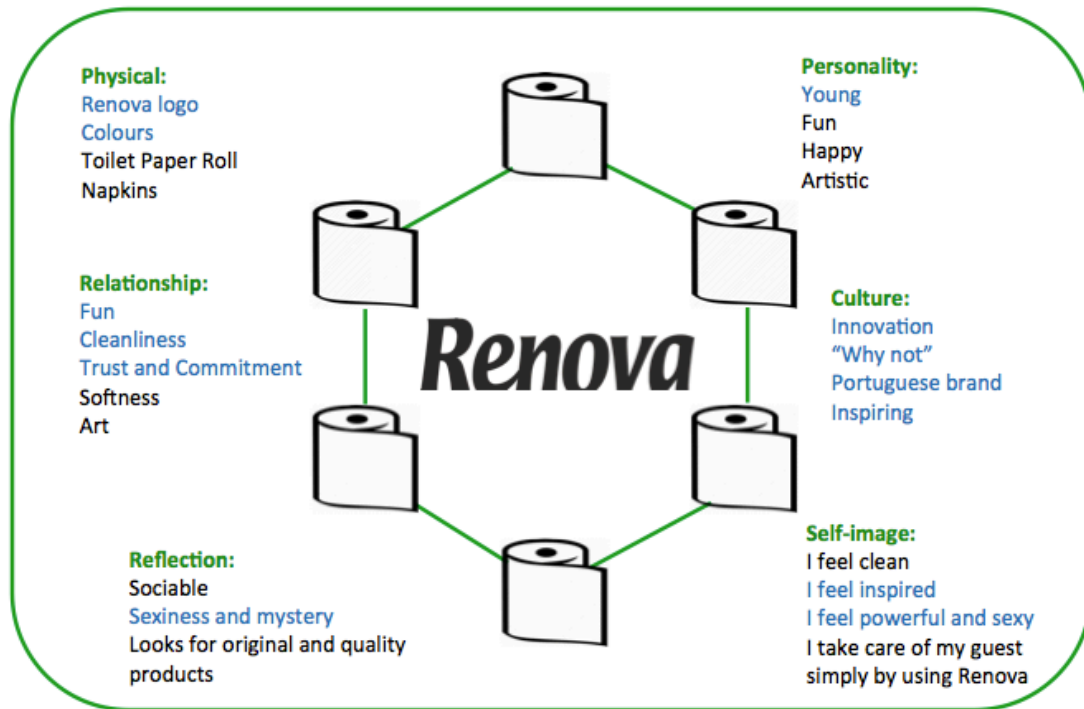 Physical:
Renova logo
Colours
Toilet Paper Roll
Napkins
Personality:
Young
Fun
Happy
Artistic
Relationship:
Fun
Cleanliness
Trust and Commitment
Softness
Art
Renova
Culture:
Innovation
“Why not”
Portuguese brand
Inspiring
Reflection:
Sociable
Sexiness and mystery
Looks for original and quality
products
Self-image:
I feel clean
I feel inspired
I feel powerful and sexy
I take care of my guest
simply by using Renova